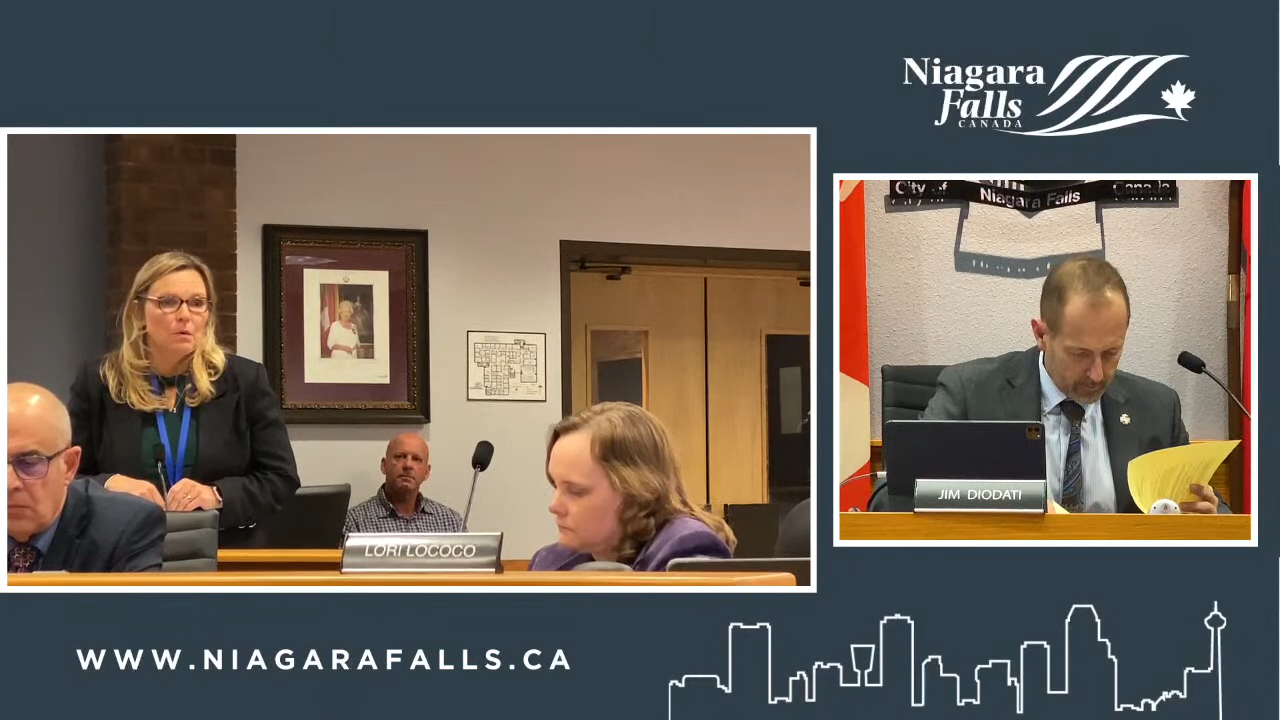 Niagara
Falls
CANADA
City of
Niagara Falls
Canada
JIM DIODATI
LORI LOCOCO
WWW.NIAGARAFALLS.CA